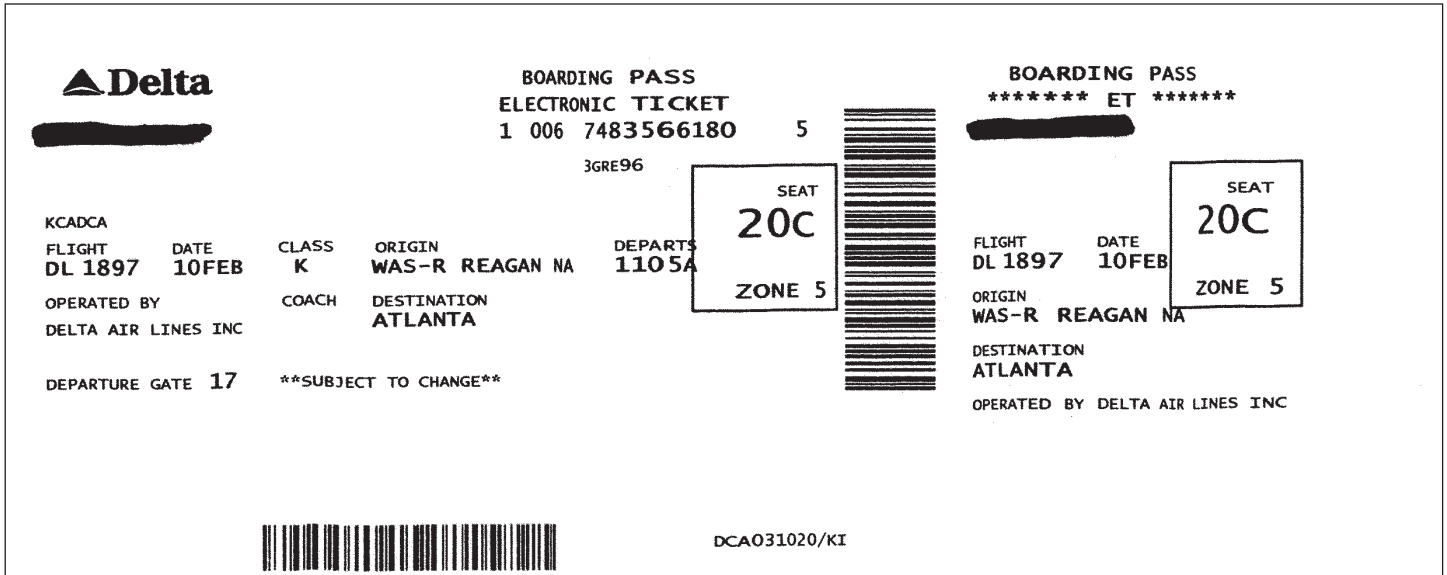 Delta
BOARDING PASS
ELECTRONIC TICKET
1 006 7483566180 5
3GRE96
SEAT
20C
ZONE 5
KCADCA
FLIGHT DATE CLASS ORIGIN DEPARTS
DL 1897 10FEB K WAS-R REAGAN NA 1105A
OPERATED BY COACH DESTINATION
DELTA AIR LINES INC ATLANTA
DEPARTURE GATE 17 **SUBJECT TO CHANGE**
DCA031020/KI
BOARDING PASS
******* ET *******
SEAT
20C
ZONE 5
FLIGHT DATE
DL 1897 10FEB
ORIGIN
WAS-R REAGAN NA
DESTINATION
ATLANTA
OPERATED BY DELTA AIR LINES INC